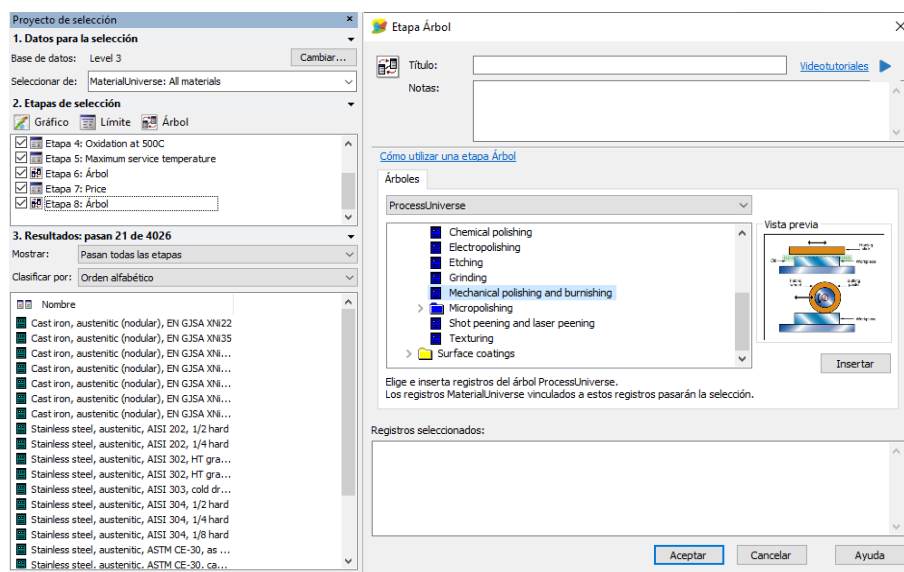 Proyecto de selección
1. Datos para la selección
Base de datos: Level 3
Cambiar...
Seleccionar de: MaterialUniverse: All materials
2. Etapas de selección
Gráfico Límite Árbol
Etapa 4: Oxidation at 500C
Etapa 5: Maximum service temperature
Etapa 6: Árbol
Etapa 7: Price
Etapa 8: Árbol
3. Resultados: pasan 21 de 4026
Mostrar: Pasan todas las etapas
Clasificar por: Orden alfabético
Nombre
Cast iron, austenitic (nodular), EN GJSA XNi22
Cast iron, austenitic (nodular), EN GJSA XNi35
Cast iron, austenitic (nodular), EN GJSA XNi...
Cast iron, austenitic (nodular), EN GJSA XNi...
Cast iron, austenitic (nodular), EN GJSA XNi...
Cast iron, austenitic (nodular), EN GJSA XNi...
Cast iron, austenitic (nodular), EN GJSA XNi...
Stainless steel, austenitic, AISI 202, 1/2 hard
Stainless steel, austenitic, AISI 202, 1/4 hard
Stainless steel, austenitic, AISI 302, HT gra...
Stainless steel, austenitic, AISI 302, HT gra...
Stainless steel, austenitic, AISI 303, cold dr...
Stainless steel, austenitic, AISI 304, 1/2 hard
Stainless steel, austenitic, AISI 304, 1/4 hard
Stainless steel, austenitic, AISI 304, 1/8 hard
Stainless steel, austenitic, ASTM CE-30, as ...
Stainless steel, austenitic, ASTM CE-30, ca...
Etapa Árbol
Título:
Videotutoriales
Notas:
Cómo utilizar una etapa Árbol
Árboles
ProcessUniverse
Chemical polishing
Electropolishing
Etching
Grinding
Mechanical polishing and burnishing
Micropolishing
Shot peening and laser peening
Texturing
Surface coatings
Vista previa
Workpiece
Workpiece
Insertar
Elige e inserta registros del árbol ProcessUniverse.
Los registros MaterialUniverse vinculados a estos registros pasarán la selección.
Registros seleccionados:
Aceptar
Cancelar
Ayuda